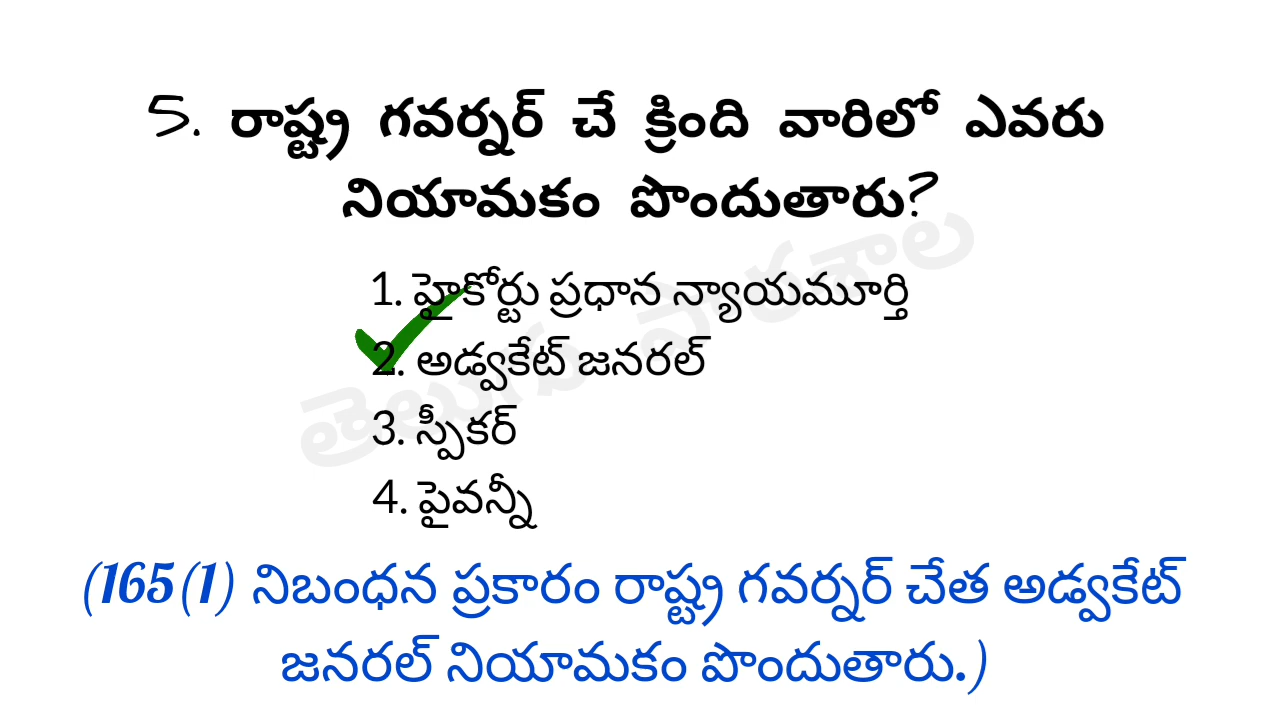 5. రాష్ట్ర గవర్నర్ చే క్రింది వారిలో ఎవరు
నియామకం పొందుతారు?
1. హైకోర్టు ప్రధాన న్యాయమూర్తి
2. అడ్వకేట్ జనరల్
3. స్పీకర్
4. పైవన్నీ
(165(1) నిబంధన ప్రకారం రాష్ట్ర గవర్నర్ చేత అడ్వకేట్
జనరల్ నియామకం పొందుతారు.)
తెలుగు పాఠశాల